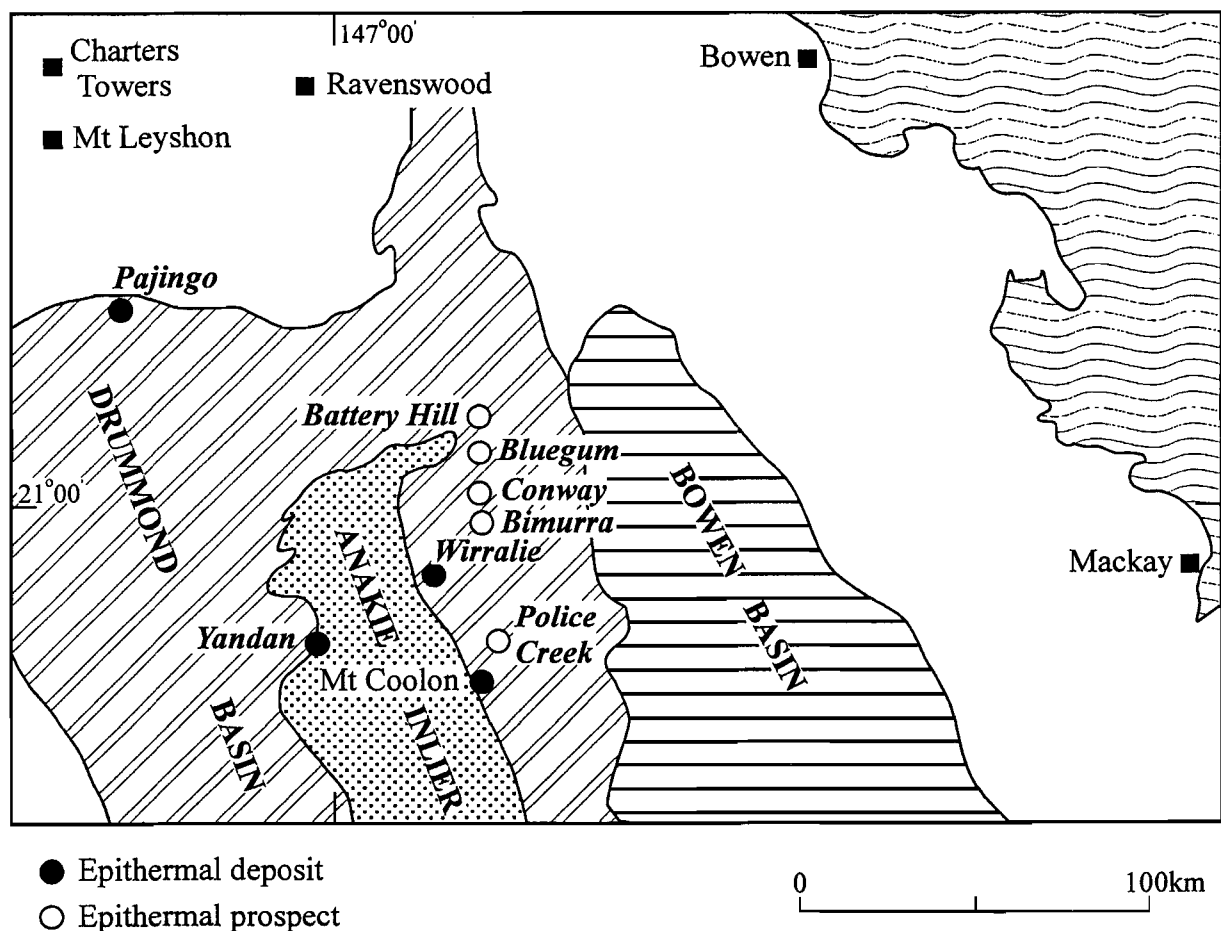 147°00'
Charters
Towers
Ravenswood
Bowen
Mt Leyshon
Pajingo
DRUMMOND
BASIN
Battery Hill
Bluegum
21°00'
Conway
Bimurra
Wirralie
ANAKIE
INLIER
BOWEN
BASIN
Mackay
Yandan
Police
Creek
Mt Coolon
Epithermal deposit
Epithermal prospect
0
100km